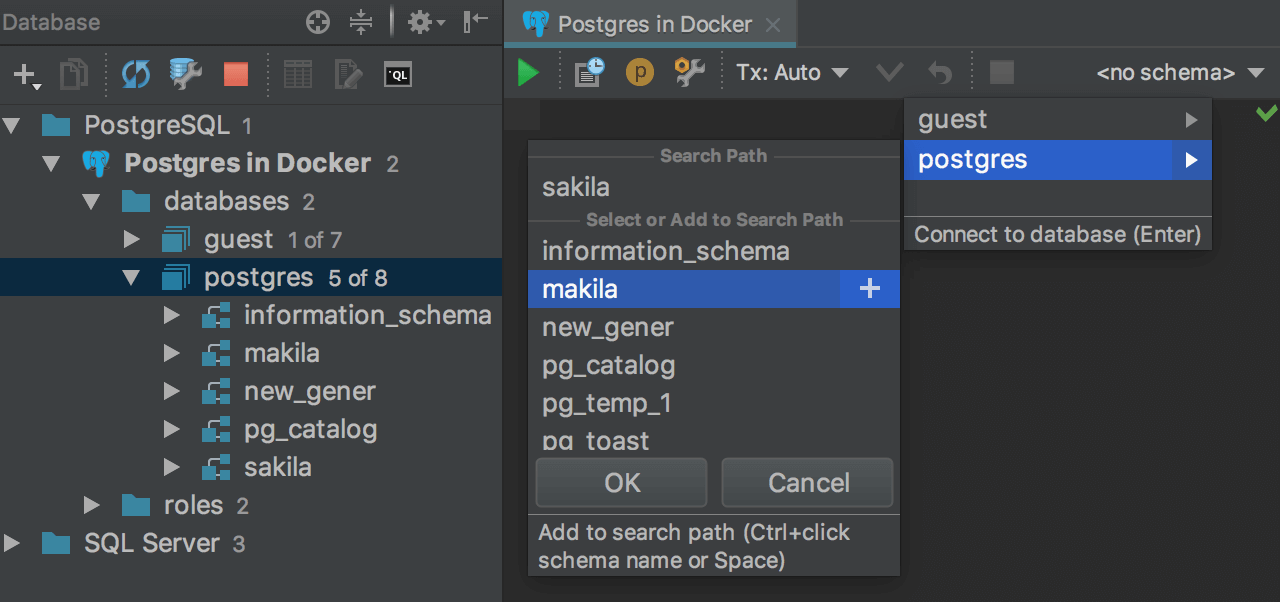 Database
Postgres in Docker
QL
p
Tx: Auto
<no schema>
PostgreSQL 1
Postgres in Docker 2
databases 2
guest 1 of 7
postgres 5 of 8
information_schema
makila
new_gener
pg_catalog
sakila
roles 2
SQL Server 3
Search Path
sakila
Select or Add to Search Path
information_schema
makila
new_gener
pg_catalog
pg_temp_1
pg_toast
OK Cancel
Add to search path (Ctrl+click
schema name or Space)
guest
postgres
Connect to database (Enter)